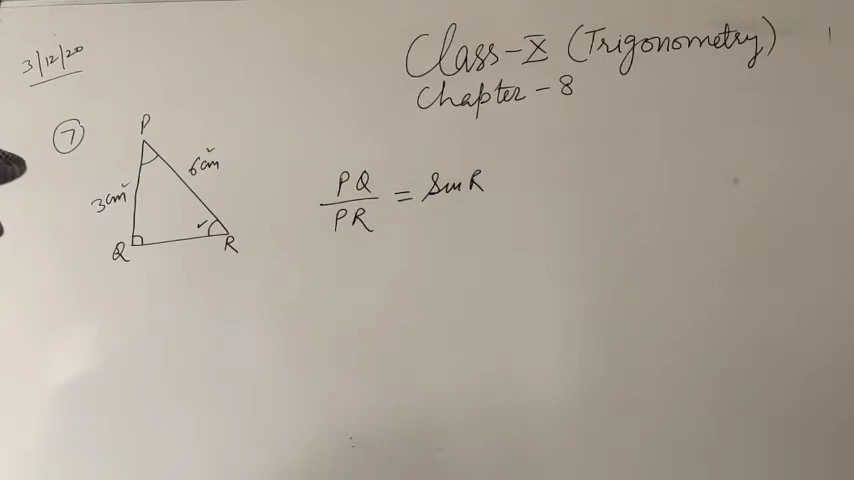 3/12/20
Class-X (Trigonometry)
Chapter-8
7
P
3cm
6cm
Q
R
PQ/PR = Sin R